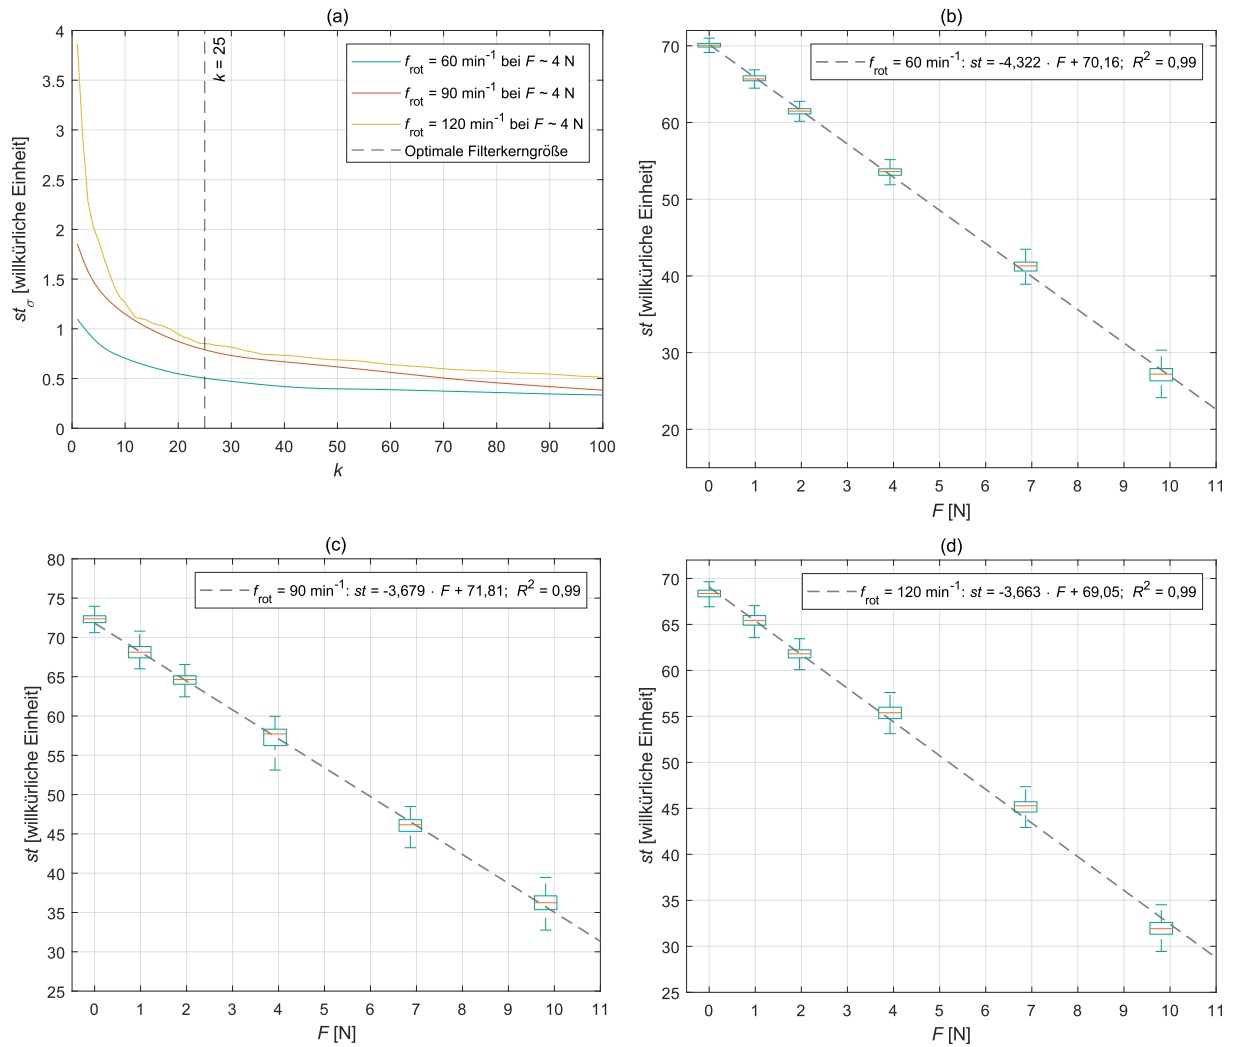 (a)
4
3.5
3
2.5
2
1.5
1
0.5
0
st_σ [willkürliche Einheit]
k = 25
f_rot = 60 min⁻¹ bei F ~ 4 N
f_rot = 90 min⁻¹ bei F ~ 4 N
f_rot = 120 min⁻¹ bei F ~ 4 N
Optimale Filterkerngröße
0 10 20 30 40 50 60 70 80 90 100
k
(b)
70
60
50
40
30
20
st [willkürliche Einheit]
f_rot = 60 min⁻¹: st = -4,322 · F + 70,16; R² = 0,99
0 1 2 3 4 5 6 7 8 9 10 11
F [N]
(c)
80
75
70
65
60
55
50
45
40
35
30
25
st [willkürliche Einheit]
f_rot = 90 min⁻¹: st = -3,679 · F + 71,81; R² = 0,99
0 1 2 3 4 5 6 7 8 9 10 11
F [N]
(d)
70
65
60
55
50
45
40
35
30
25
st [willkürliche Einheit]
f_rot = 120 min⁻¹: st = -3,663 · F + 69,05; R² = 0,99
0 1 2 3 4 5 6 7 8 9 10 11
F [N]